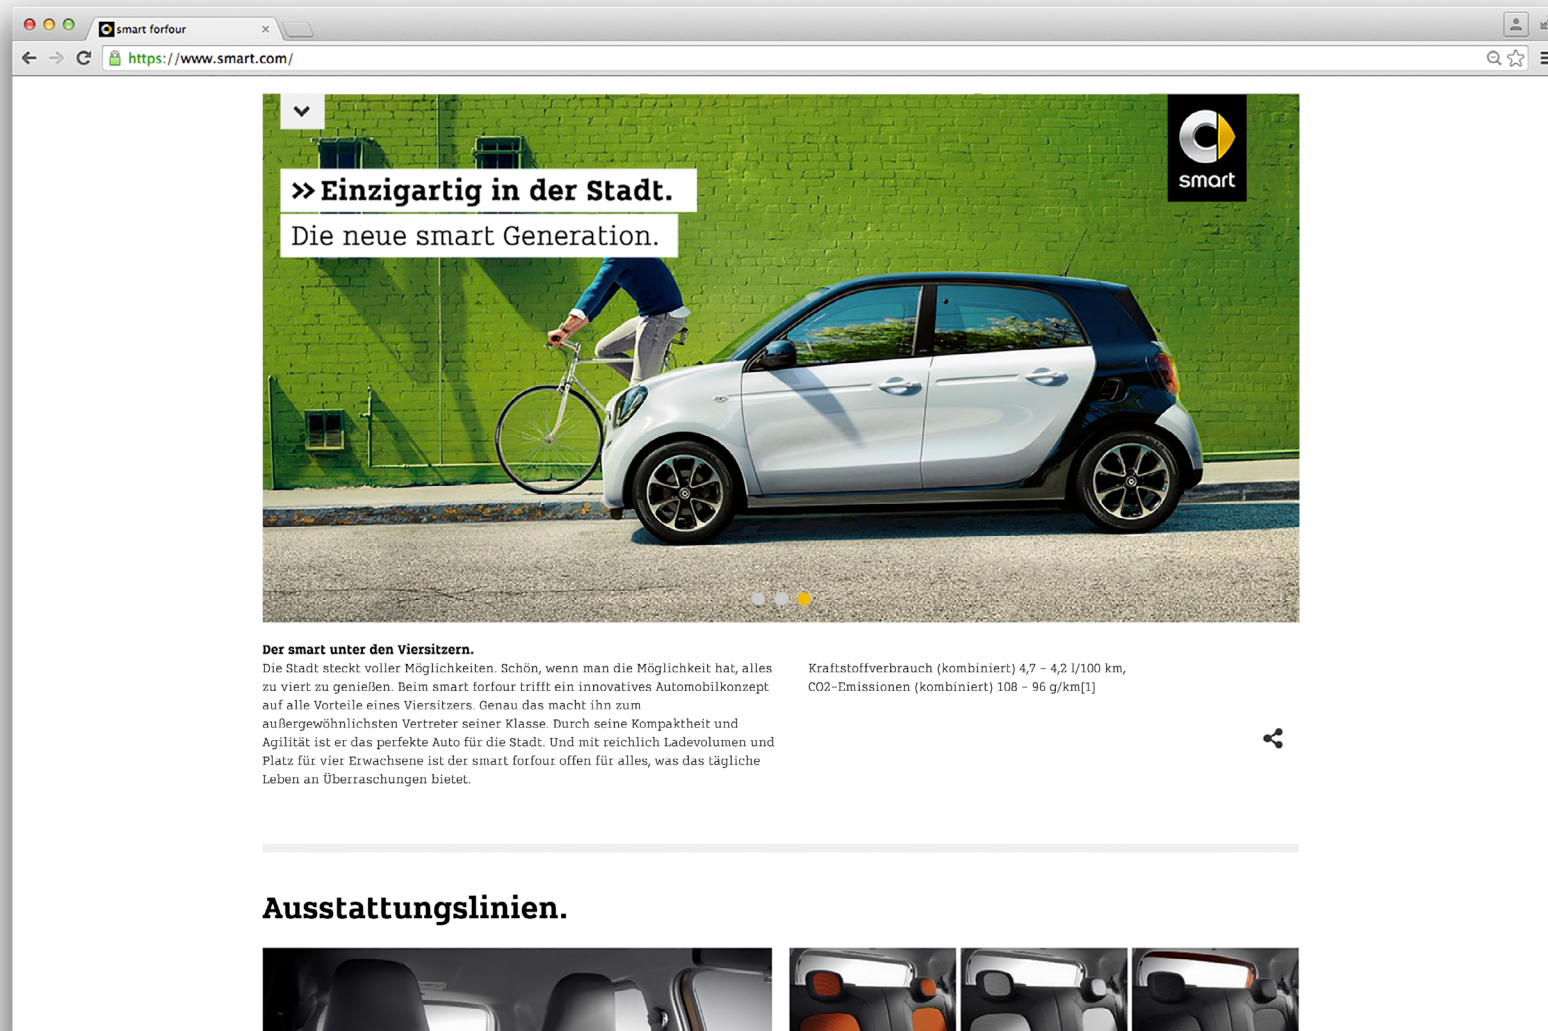 smart forfour
https://www.smart.com/
>> Einzigartig in der Stadt.
Die neue smart Generation.
smart
Der smart unter den Viersitzern.
Die Stadt steckt voller Möglichkeiten. Schön, wenn man die Möglichkeit hat, alles
zu viert zu genießen. Beim smart forfour trifft ein innovatives Automobilkonzept
auf alle Vorteile eines Viersitzers. Genau das macht ihn zum
außergewöhnlichsten Vertreter seiner Klasse. Durch seine Kompaktheit und
Agilität ist er das perfekte Auto für die Stadt. Und mit reichlich Ladevolumen und
Platz für vier Erwachsene ist der smart forfour offen für alles, was das tägliche
Leben an Überraschungen bietet.
Kraftstoffverbrauch (kombiniert) 4,7 – 4,2 l/100 km,
CO2-Emissionen (kombiniert) 108 – 96 g/km[1]
Ausstattungslinien.